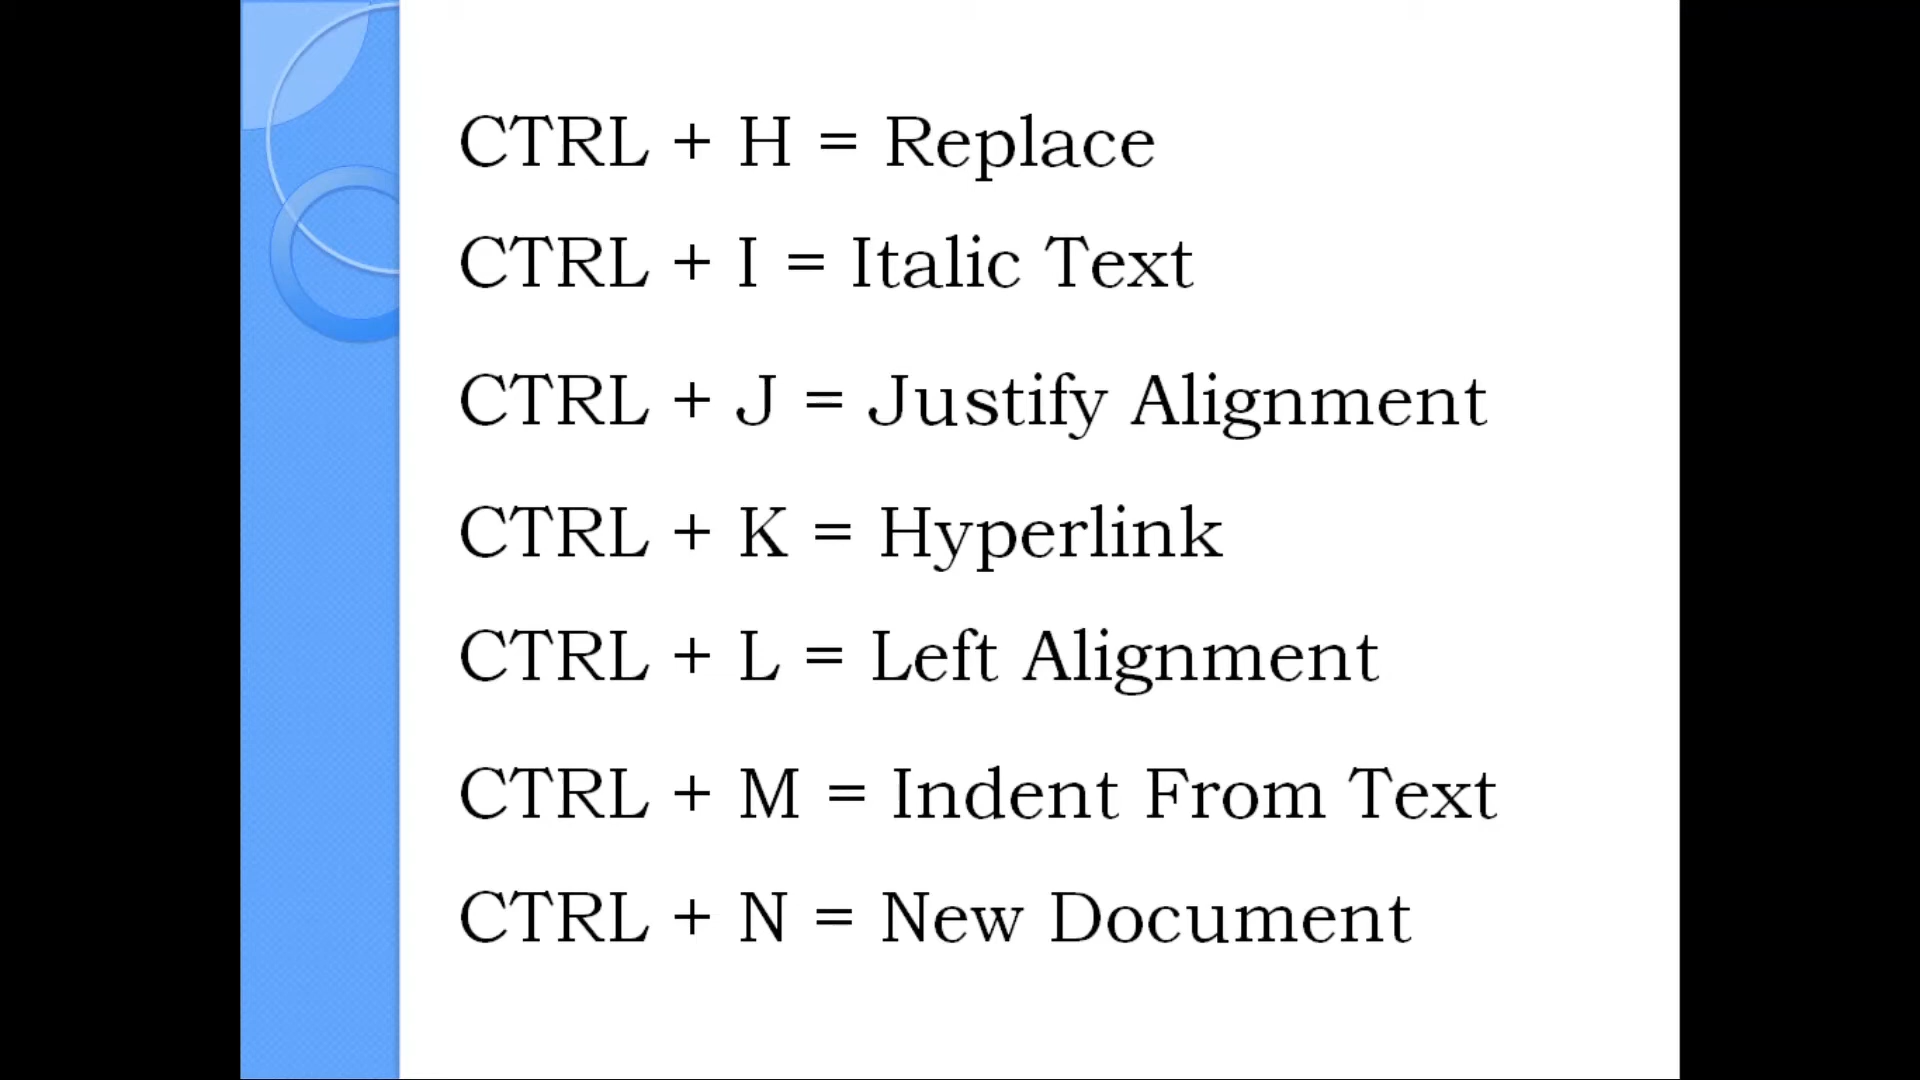 CTRL + H = Replace
CTRL + I = Italic Text
CTRL + J = Justify Alignment
CTRL + K = Hyperlink
CTRL + L = Left Alignment
CTRL + M = Indent From Text
CTRL + N = New Document